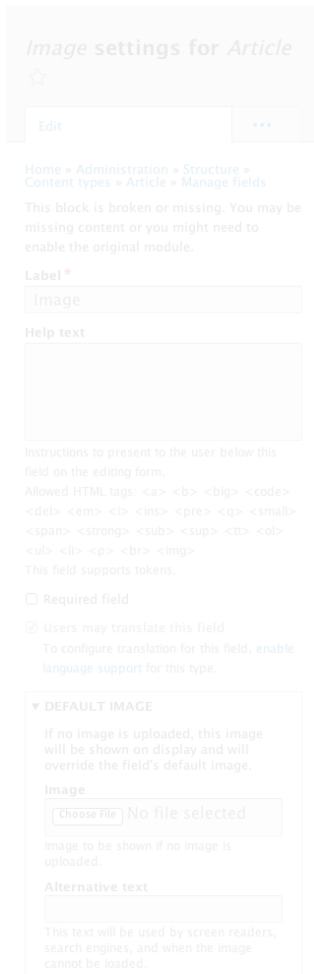 Image settings for Article
Edit
Home » Administration » Structure »
Content types » Article » Manage fields
This block is broken or missing. You may be
missing content or you might need to
enable the original module.
Label *
Image
Help text
Instructions to present to the user below this
field on the editing form.
Allowed HTML tags: <a> <b> <big> <code>
<del> <em> <i> <ins> <pre> <q> <small>
<span> <strong> <sub> <sup> <tt> <ol>
<ul> <li> <p> <br> <img>
This field supports tokens.
Required field
Users may translate this field
To configure translation for this field, enable
language support for this type.
▼ DEFAULT IMAGE
If no image is uploaded, this image
will be shown on display and will
override the field's default image.
Image
Choose File No file selected
Image to be shown if no image is
uploaded.
Alternative text
This text will be used by screen readers,
search engines, and when the image
cannot be loaded.